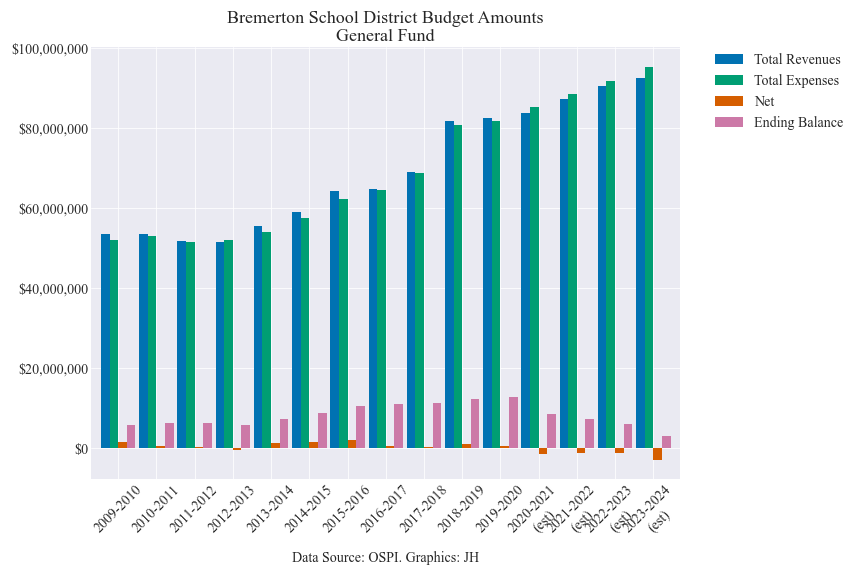 Bremerton School District Budget Amounts
General Fund
$100,000,000
$80,000,000
$60,000,000
$40,000,000
$20,000,000
$0
Total Revenues
Total Expenses
Net
Ending Balance
2009-2010
2010-2011
2011-2012
2012-2013
2013-2014
2014-2015
2015-2016
2016-2017
2017-2018
2018-2019
2019-2020
2020-2021
(est)
2021-2022
(est)
2022-2023
(est)
2023-2024
(est)
Data Source: OSPI. Graphics: JH